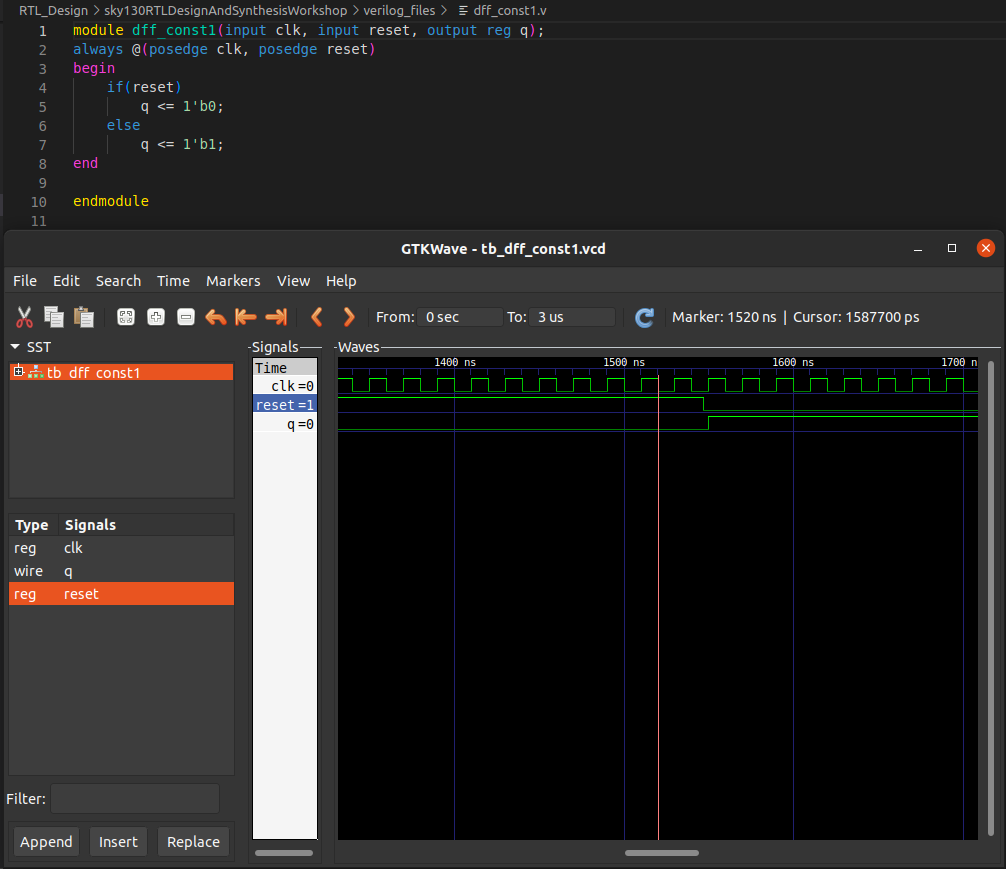 RTL_Design > sky130RTLDesignAndSynthesisWorkshop > verilog_files > dff_const1.v
1 module dff_const1(input clk, input reset, output reg q);
2 always @(posedge clk, posedge reset)
3 begin
4 if(reset)
5 q <= 1'b0;
6 else
7 q <= 1'b1;
8 end
9
10 endmodule
11
GTKWave - tb_dff_const1.vcd
File Edit Search Time Markers View Help
From: 0 sec To: 3 us Marker: 1520 ns | Cursor: 1587700 ps
SST
tb_dff_const1
Type Signals
reg clk
wire q
reg reset
Filter:
Append Insert Replace
Signals
Time
clk=0
reset=1
q=0
Waves
1400 ns 1500 ns 1600 ns 1700 n